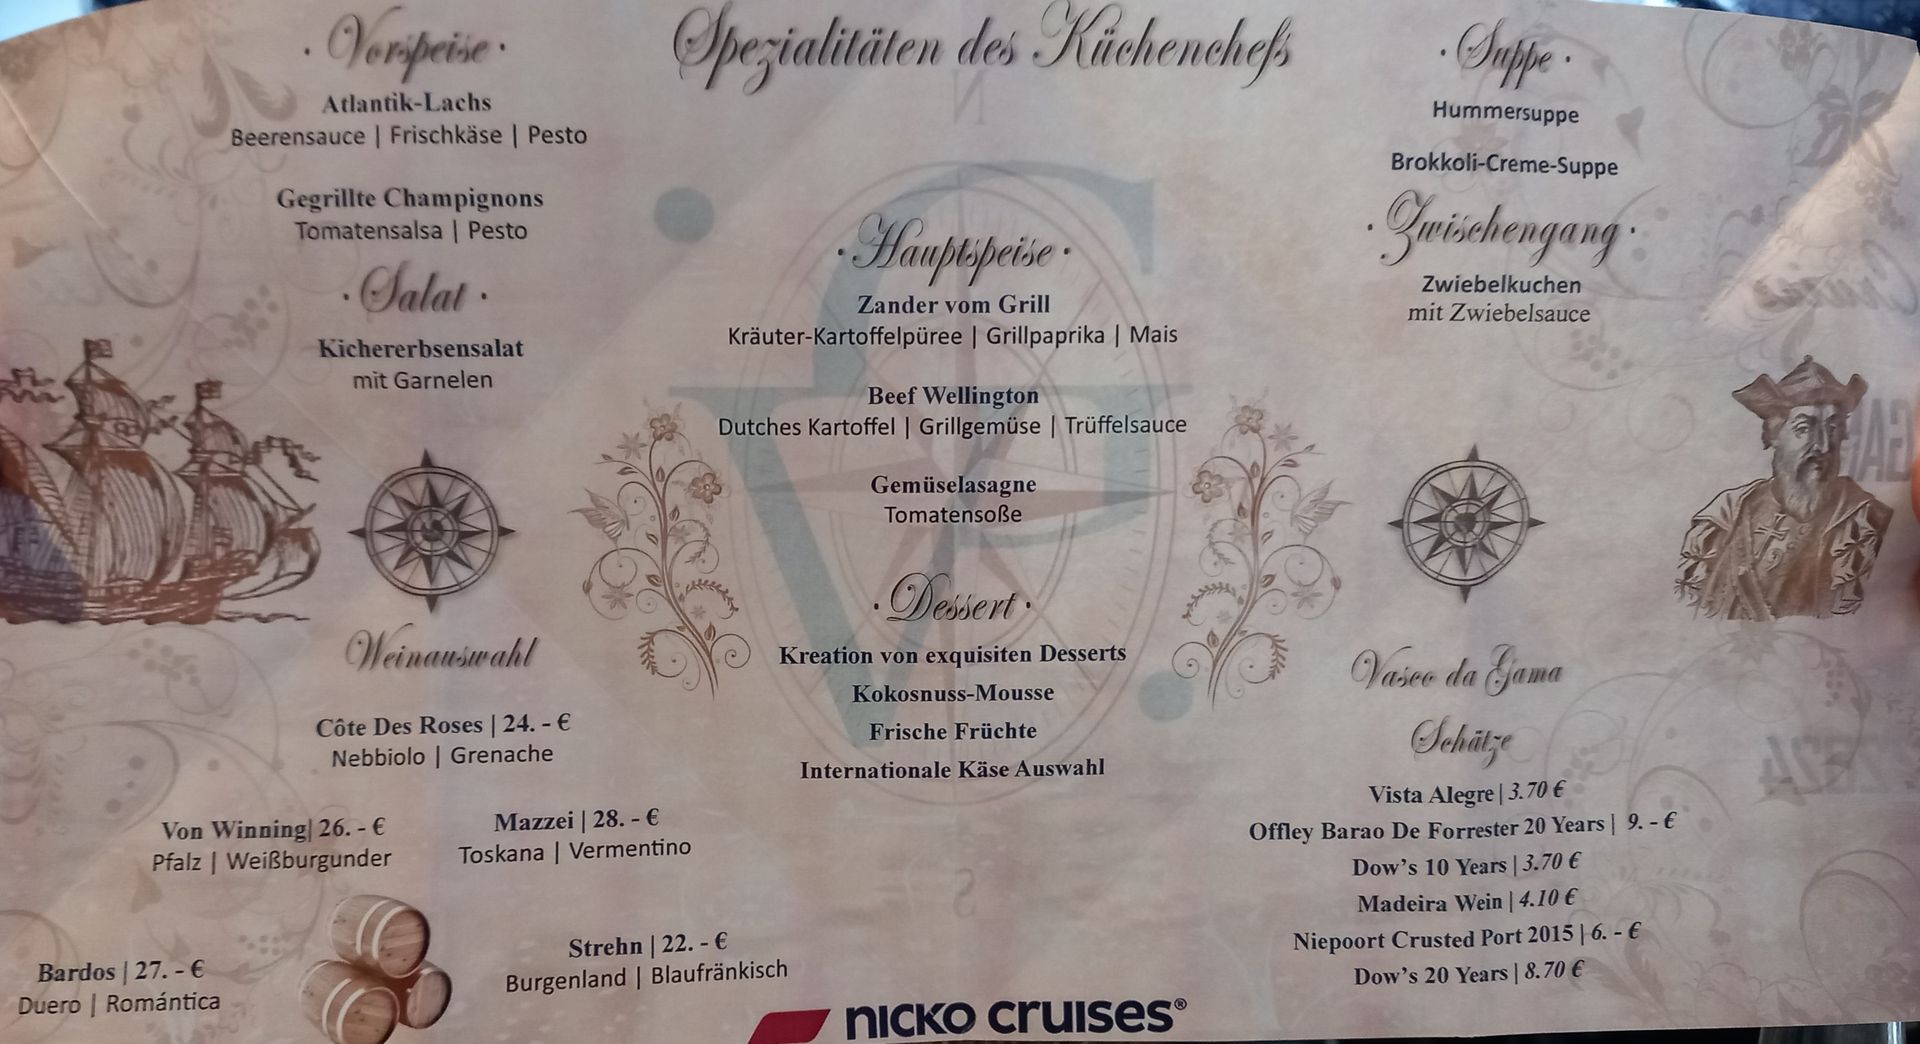 · Vorspeise ·
Atlantik-Lachs
Beerensauce | Frischkäse | Pesto
Gegrillte Champignons
Tomatensalsa | Pesto
· Salat ·
Kichererbsensalat
mit Garnelen
Spezialitäten des Küchenchefs
· Hauptspeise ·
Zander vom Grill
Kräuter-Kartoffelpüree | Grillpaprika | Mais
Beef Wellington
Dutches Kartoffel | Grillgemüse | Trüffelsauce
Gemüselasagne
Tomatensoße
· Dessert ·
Kreation von exquisiten Desserts
Kokosnuss-Mousse
Frische Früchte
Internationale Käse Auswahl
· Suppe ·
Hummersuppe
Brokkoli-Creme-Suppe
· Zwischengang ·
Zwiebelkuchen
mit Zwiebelsauce
Weinauswahl
Côte Des Roses | 24. - €
Nebbiolo | Grenache
Von Winning| 26. - €
Pfalz | Weißburgunder
Mazzei | 28. - €
Toskana | Vermentino
Bardos | 27. - €
Duero | Romántica
Strehn | 22. - €
Burgenland | Blaufränkisch
Vasco da Gama
Schätze
Vista Alegre | 3.70 €
Offley Barao De Forrester 20 Years | 9. - €
Dow's 10 Years | 3.70 €
Madeira Wein | 4.10 €
Niepoort Crusted Port 2015 | 6. - €
Dow's 20 Years | 8.70 €
nicko cruises®